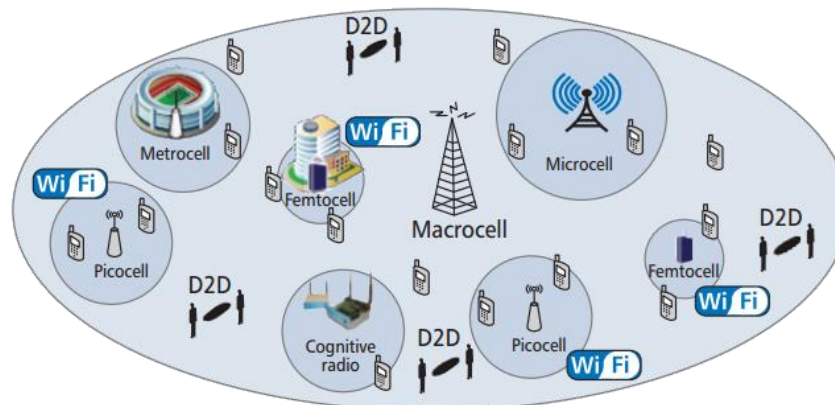 D2D
Wi Fi
Metrocell
Microcell
Wi Fi
Femtocell
Macrocell
D2D
Picocell
Femtocell
D2D
Wi Fi
Cognitive
radio
D2D
Picocell
Wi Fi